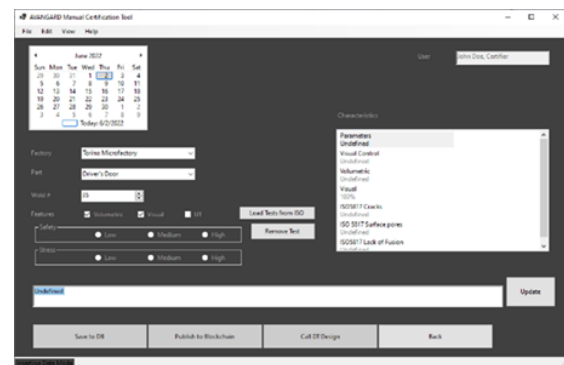 AVANGARD Manual Certification Tool
File Edit View Help
June 2022
Sun Mon Tue Wed Thu Fri Sat
29 30 31 1 2 3 4
5 6 7 8 9 10 11
12 13 14 15 16 17 18
19 20 21 22 23 24 25
26 27 28 29 30 1 2
3 4 5 6 7 8 9
Today: 6/2/2022
User John Doe, Certifier
Factory Torino Microfactory
Part Driver's Door
Weld # 35
Features Volumetric Visual UT
Load Tests from ISO
Remove Test
Safety
Low Medium High
Stress
Low Medium High
Characteristics
Parameters
Undefined
Visual Control
Undefined
Volumetric
Undefined
Visual
100%
ISO5817 Cracks
Undefined
ISO 5817 Surface pores
Undefined
ISO5817 Lack of Fusion
Undefined
Undefined
Update
Save to DB
Publish to Blockchain
Call Of Design
Back